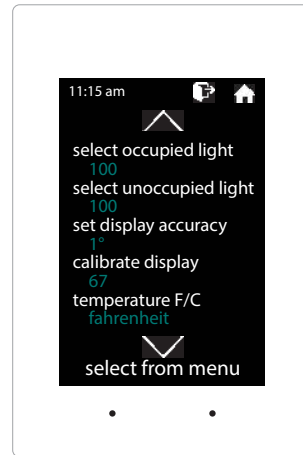 11:15 am
select occupied light
100
select unoccupied light
100
set display accuracy
1°
calibrate display
67
temperature F/C
fahrenheit
select from menu